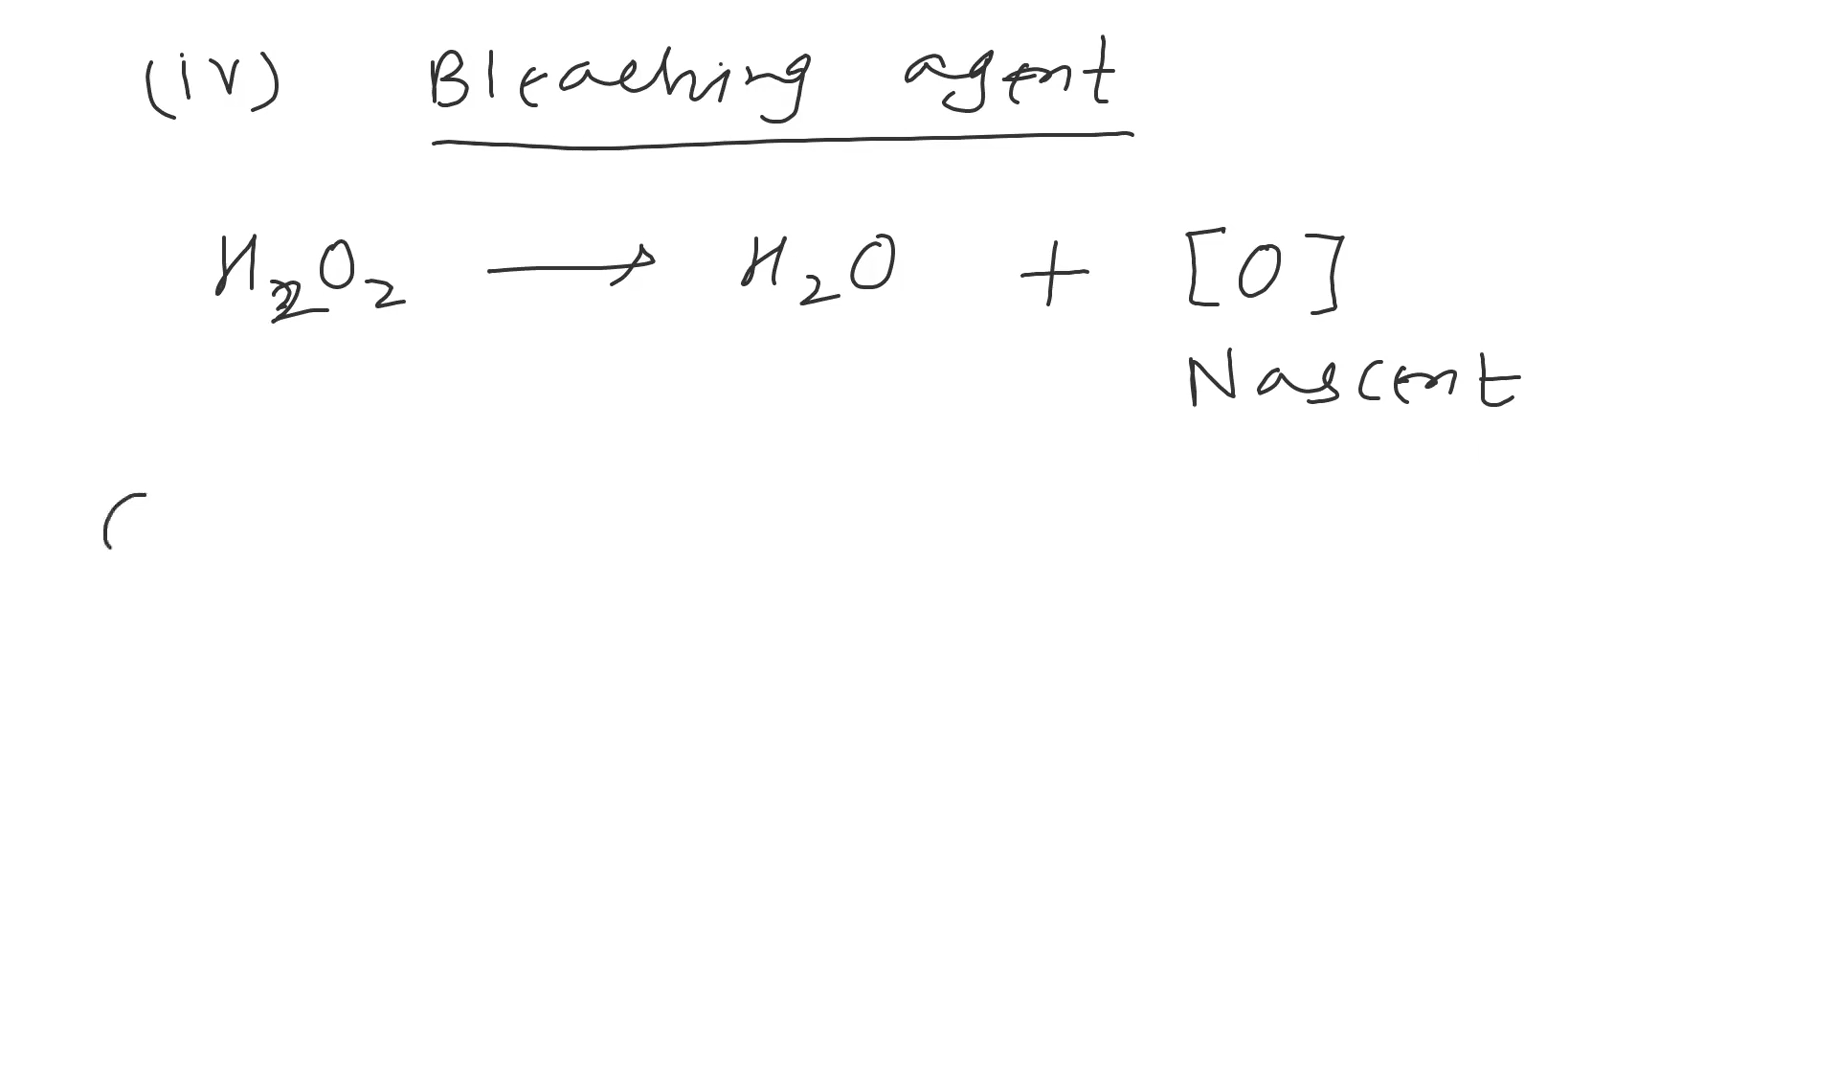 (iv) Bleaching agent
H₂O₂ → H₂O + [O]
Nascent
(